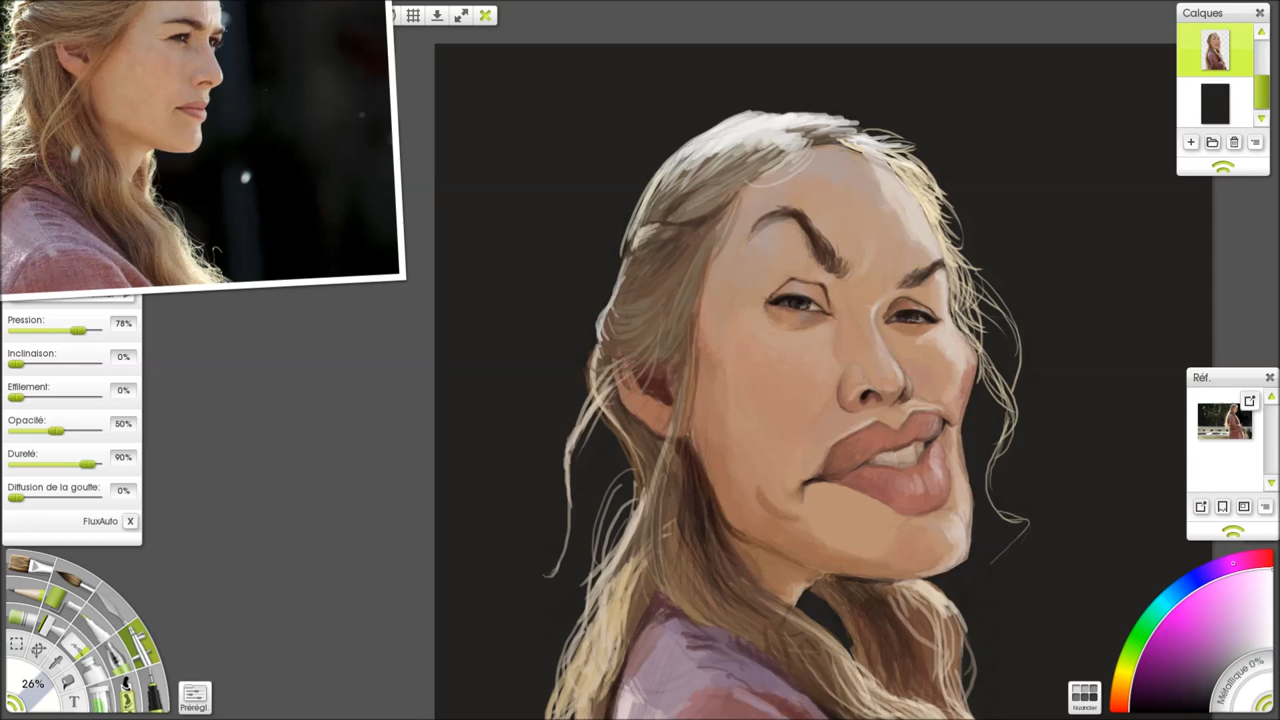 Calques
Pression:
78%
Inclinaison:
0%
Effilement:
0%
Opacité:
50%
Dureté:
90%
Diffusion de la goutte:
0%
FluxAuto
X
Réf.
26%
T
Prérégl.
Nuancier
Métallique 0%